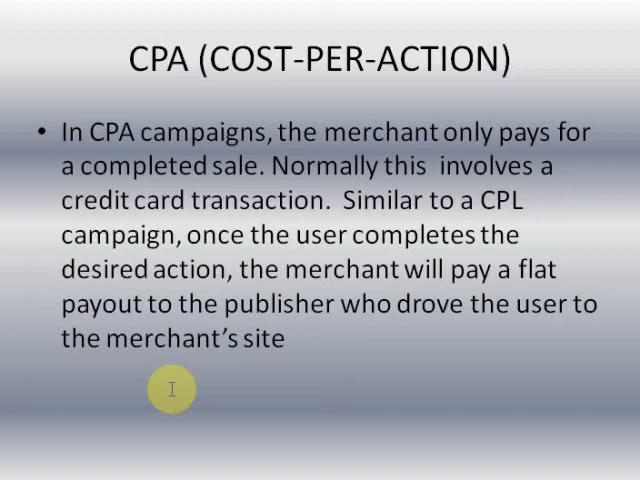 CPA (COST-PER-ACTION)
• In CPA campaigns, the merchant only pays for
a completed sale. Normally this involves a
credit card transaction. Similar to a CPL
campaign, once the user completes the
desired action, the merchant will pay a flat
payout to the publisher who drove the user to
the merchant’s site